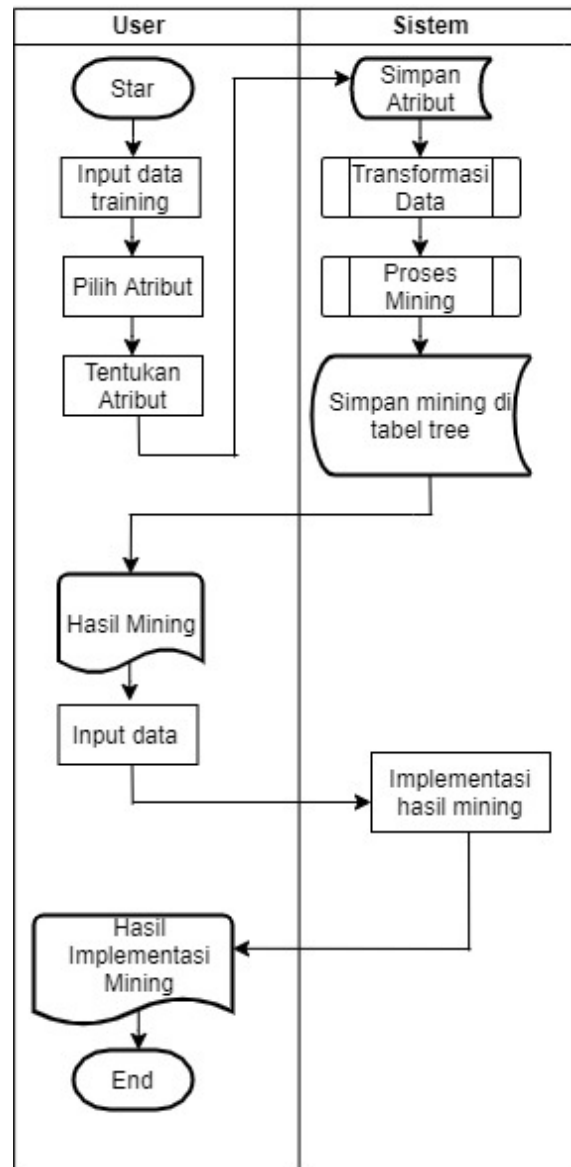 User
Sistem
Star
Input data
training
Pilih Atribut
Tentukan
Atribut
Simpan
Atribut
Transformasi
Data
Proses
Mining
Simpan mining di
tabel tree
Hasil Mining
Input data
Implementasi
hasil mining
Hasil
Implementasi
Mining
End